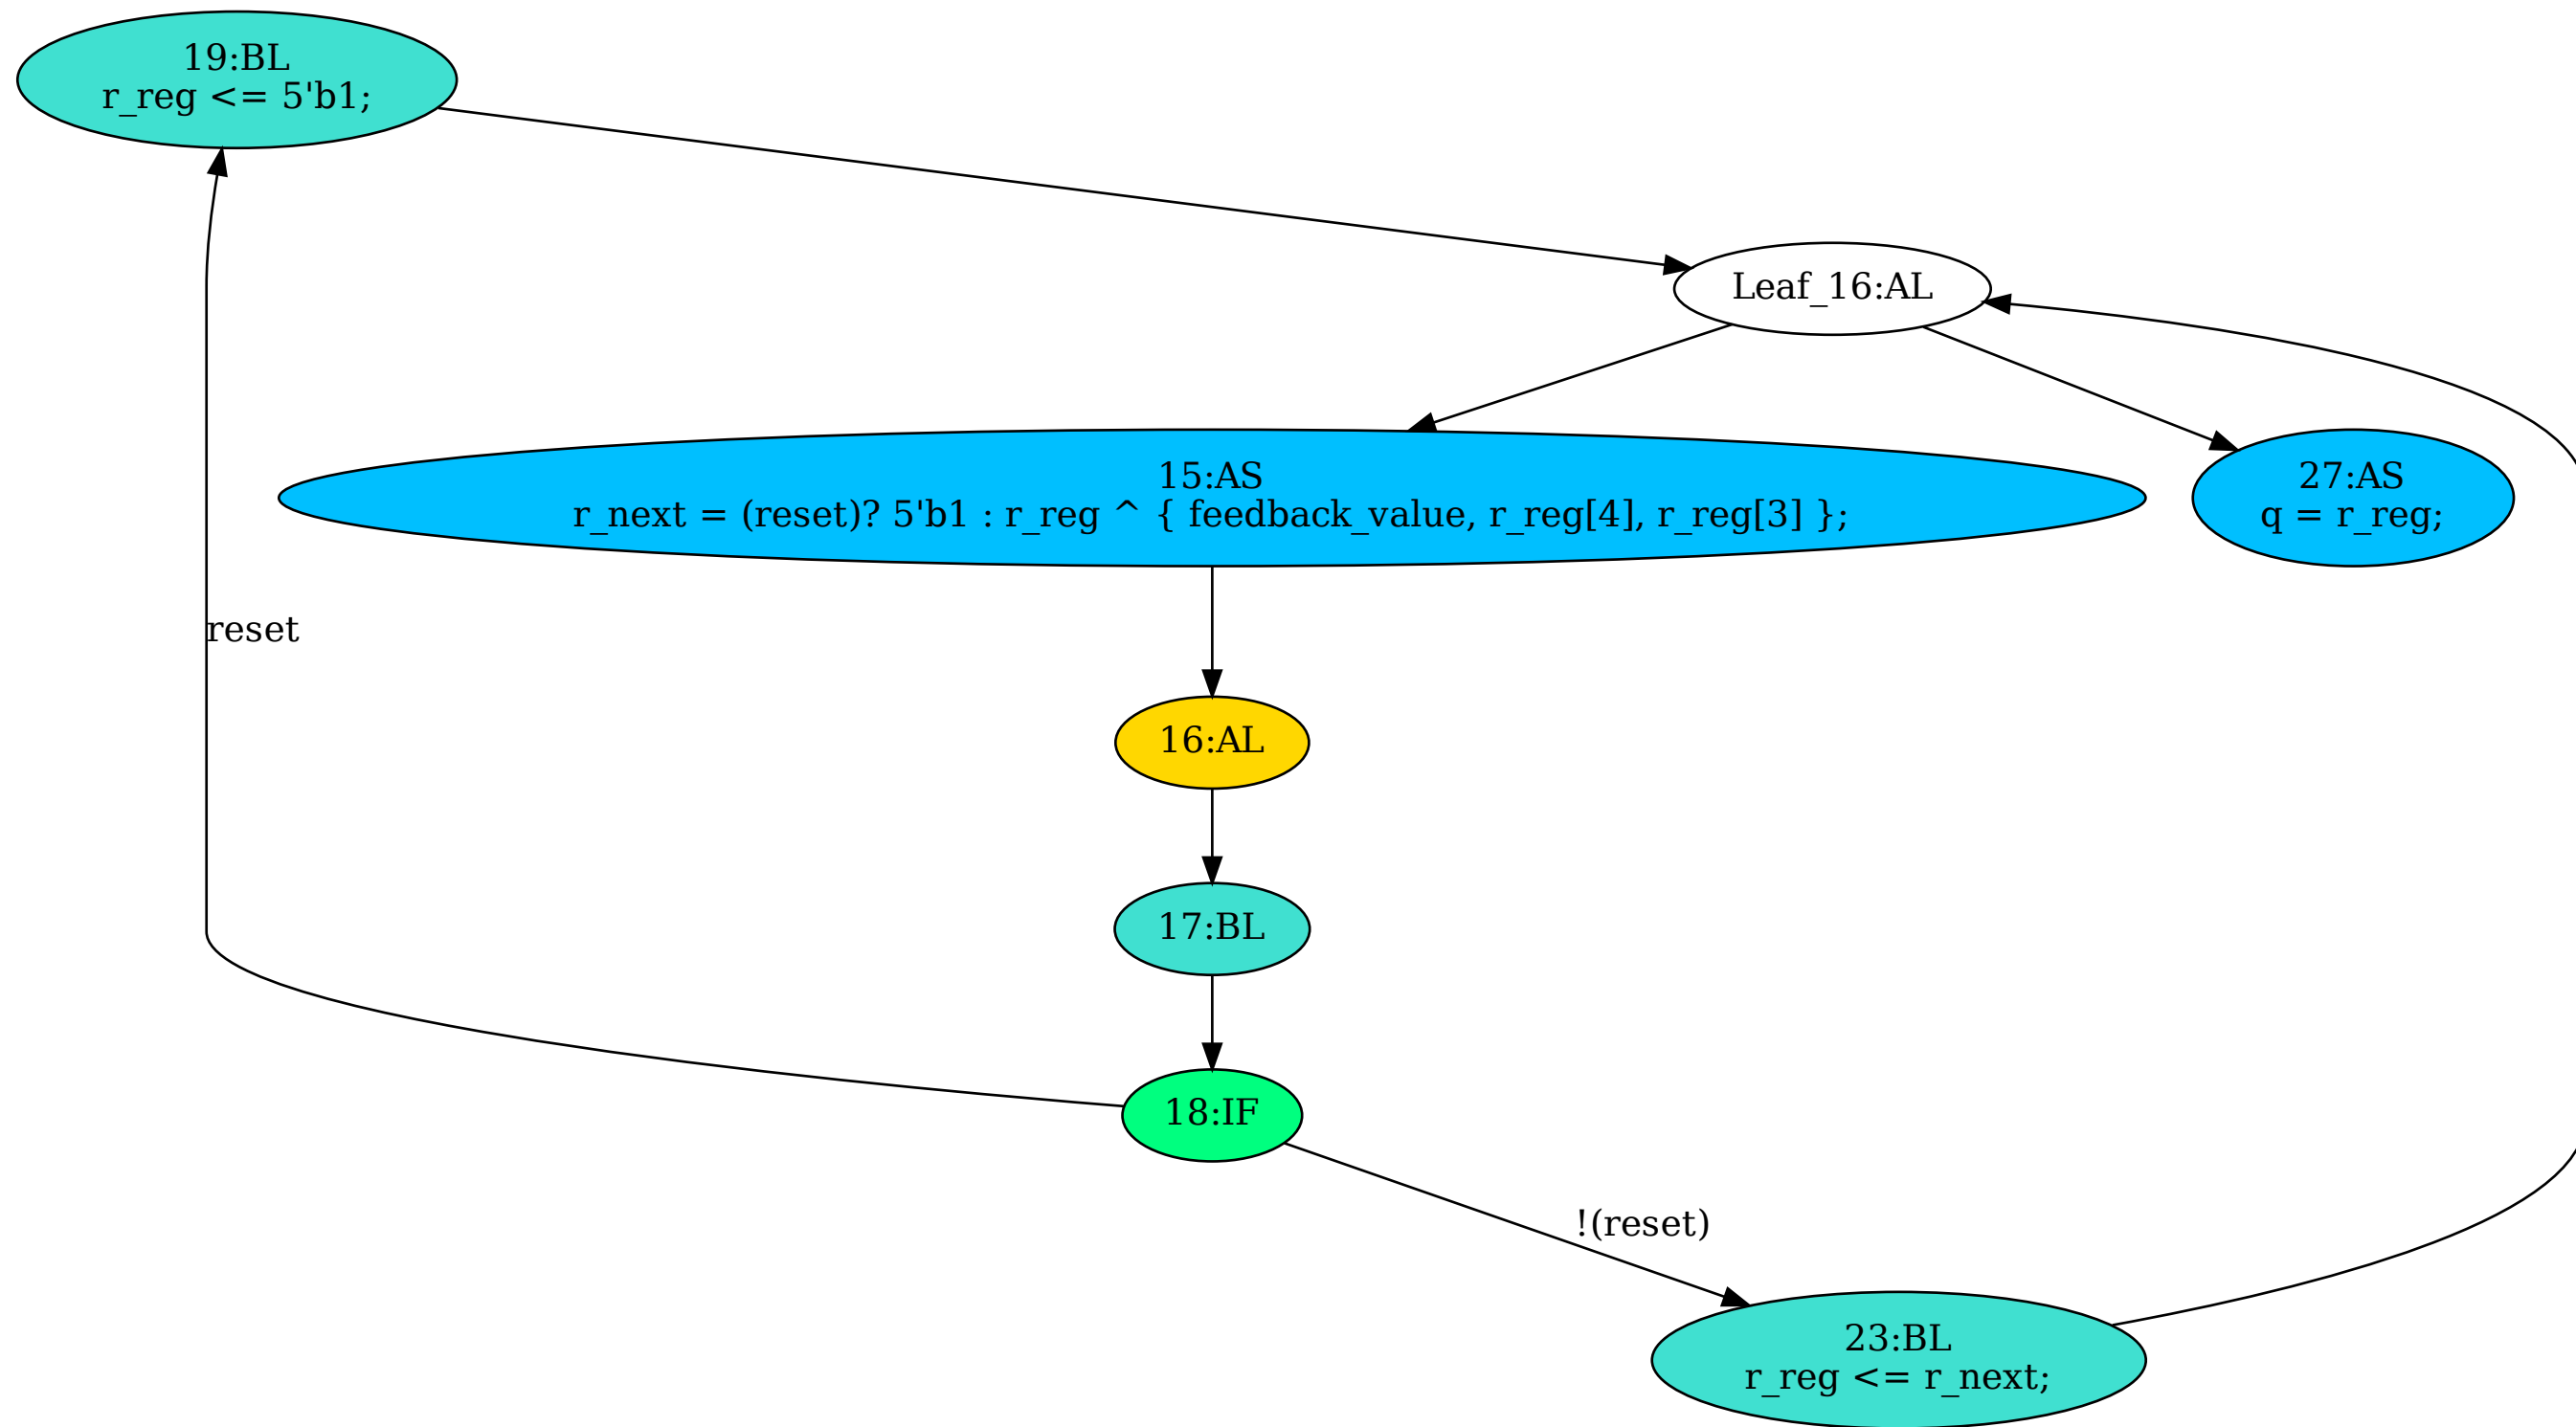 19:BL
r_reg <= 5'b1;
Leaf_16:AL
15:AS
r_next = (reset)? 5'b1 : r_reg ^ { feedback_value, r_reg[4], r_reg[3] };
27:AS
q = r_reg;
reset
16:AL
17:BL
18:IF
!(reset)
23:BL
r_reg <= r_next;